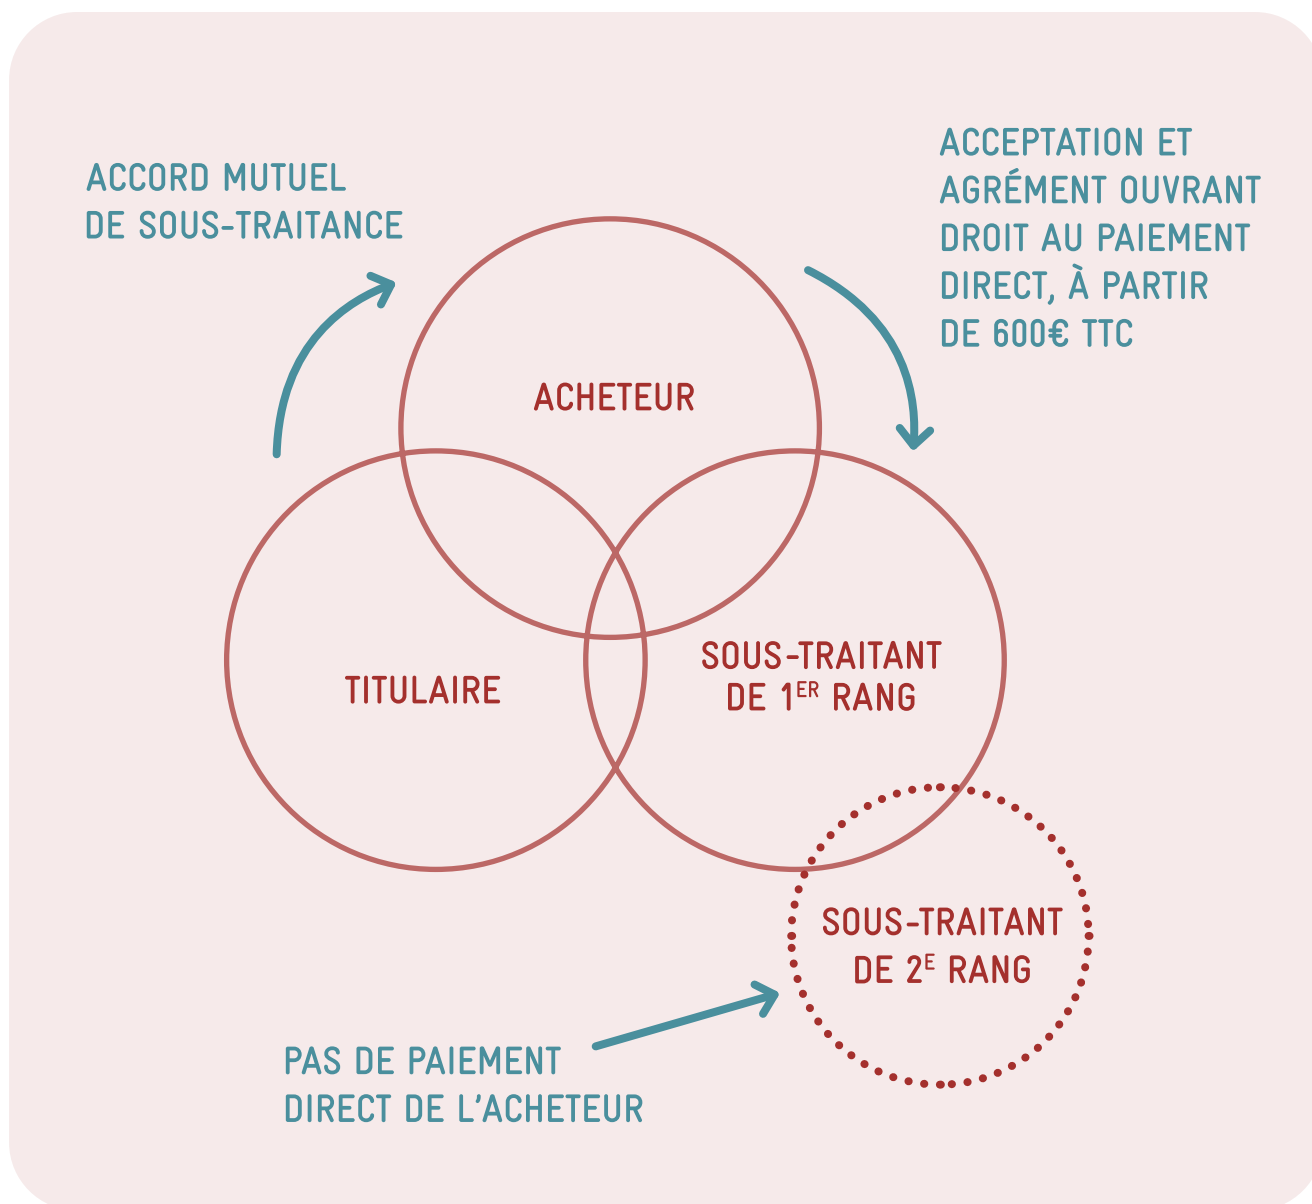 ACCORD MUTUEL
DE SOUS-TRAITANCE
ACCEPTATION ET
AGRÉMENT OUVRANT
DROIT AU PAIEMENT
DIRECT, À PARTIR
DE 600€ TTC
ACHETEUR
TITULAIRE
SOUS-TRAITANT
DE 1ER RANG
SOUS-TRAITANT
DE 2E RANG
PAS DE PAIEMENT
DIRECT DE L'ACHETEUR